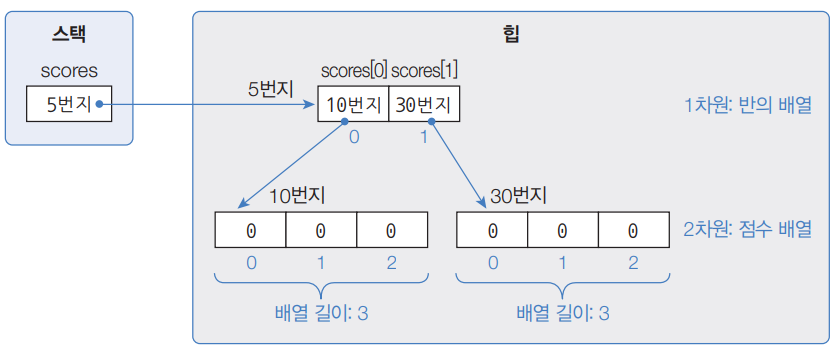 스택
힙
scores
scores[0] scores[1]
5번지
5번지
10번지 30번지
1차원: 반의 배열
0 1
10번지
30번지
0 0 0
0 0 0
2차원: 점수 배열
0 1 2
0 1 2
배열 길이: 3
배열 길이: 3